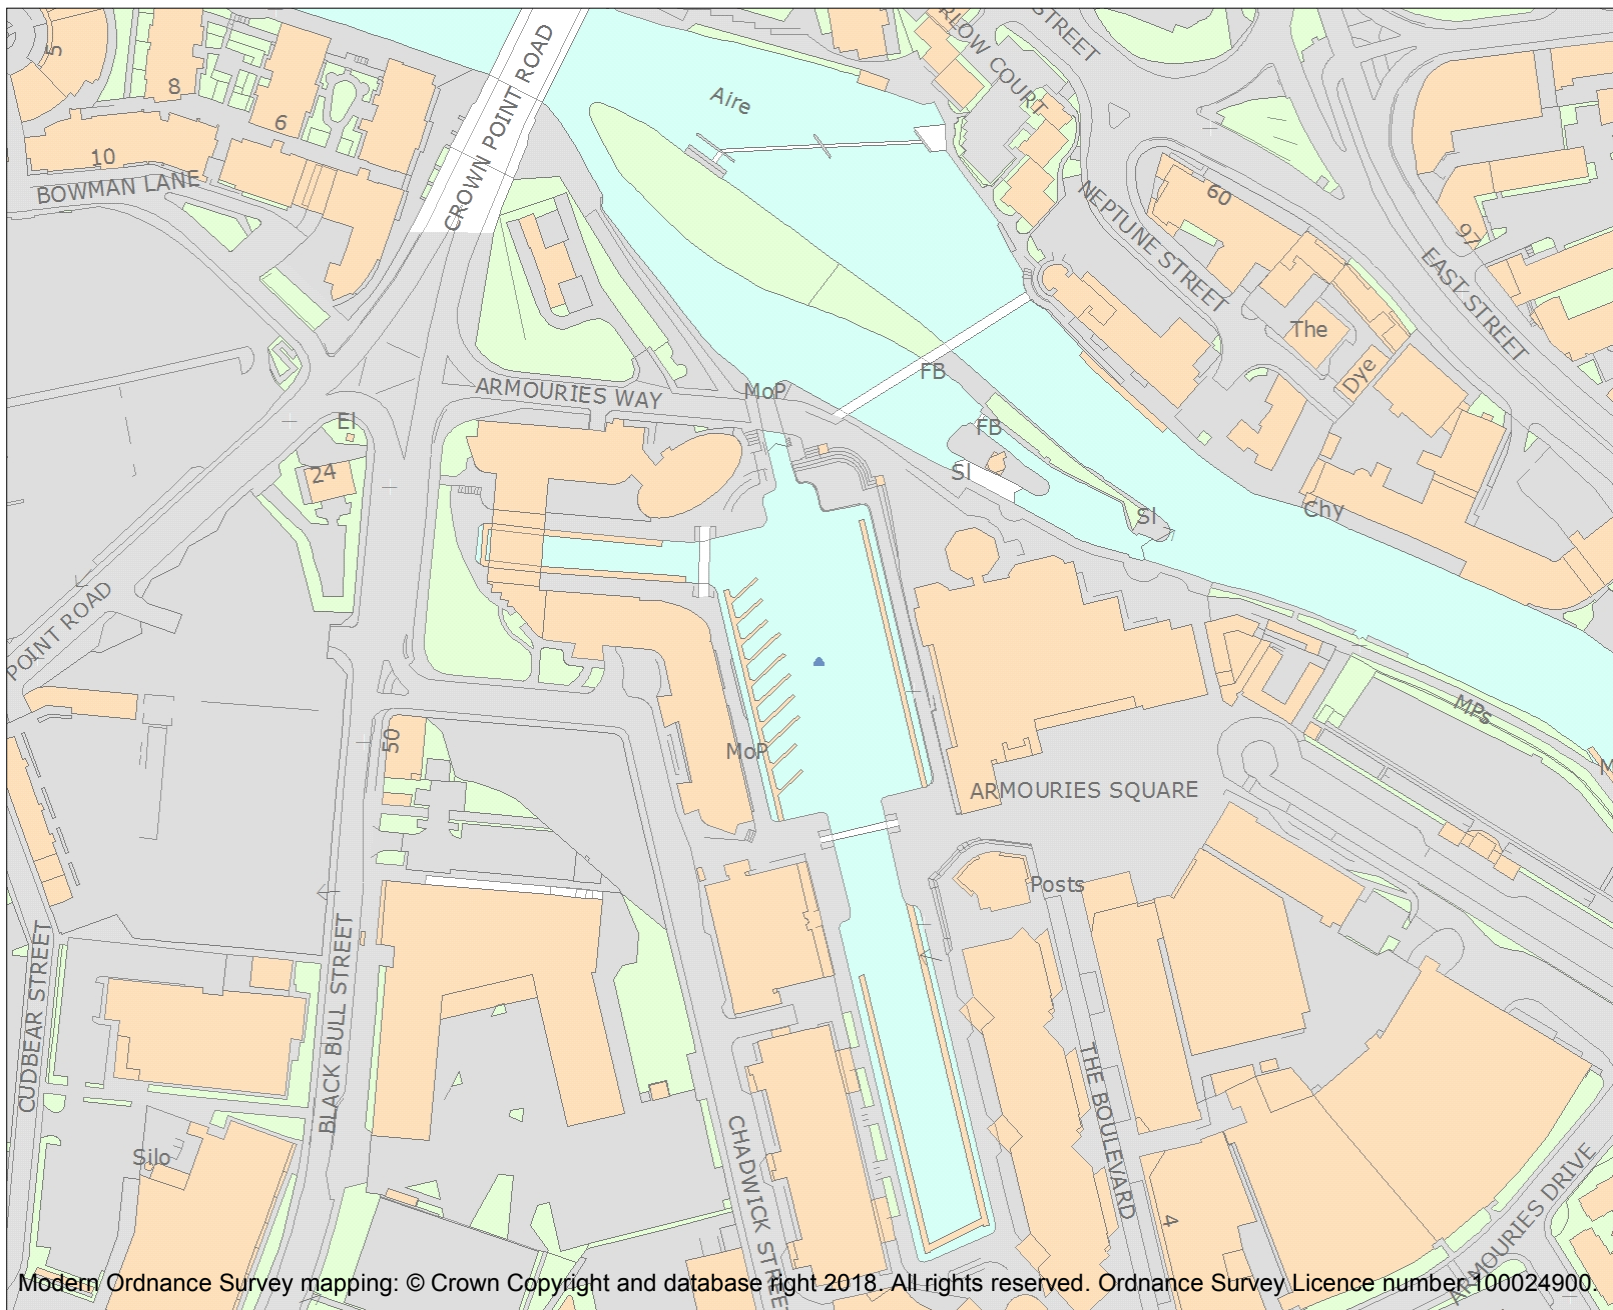 CROWN POINT ROAD
RLOW COURT
STREET
5
8
6
10
BOWMAN LANE
Aire
NEPTUNE STREET
60
97
EAST STREET
The
Dye
ARMOURIES WAY
MoP
FB
FB
El
24
Sl
Sl
Chy
POINT ROAD
MoP
50
ARMOURIES SQUARE
MPs
M
Posts
CUDBEAR STREET
BLACK BULL STREET
Silo
CHADWICK STREE
THE BOULEVARD
4
ARMOURIES DRIVE
Modern Ordnance Survey mapping: © Crown Copyright and database right 2018. All rights reserved. Ordnance Survey Licence number 100024900.